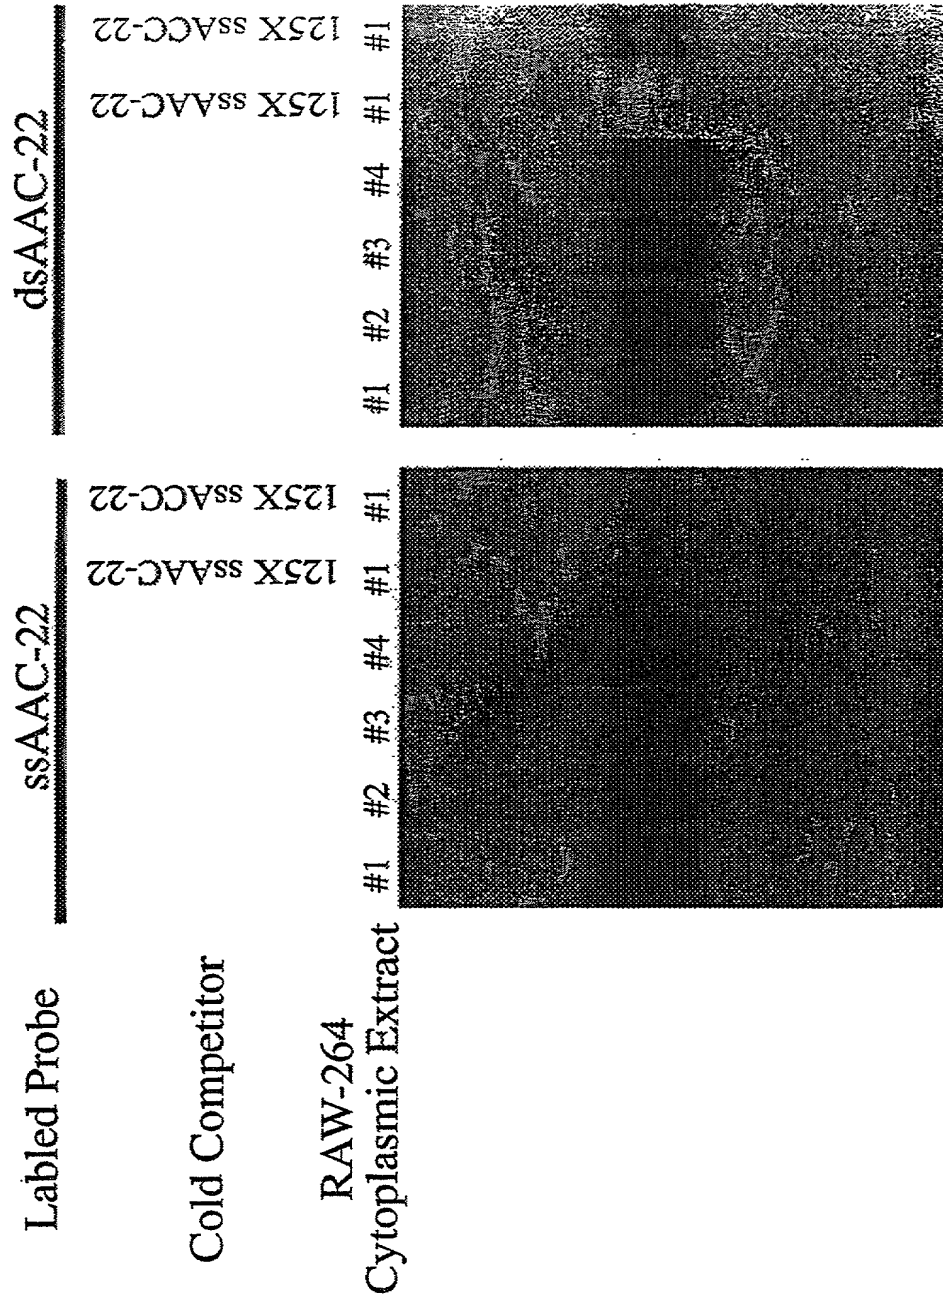 Labled Probe
ssAAC-22
dsAAC-22
Cold Competitor
125X ssAAC-22
125X ssACC-22
125X ssAAC-22
125X ssACC-22
RAW-264
Cytoplasmic Extract
#1 #2 #3 #4 #1 #1
#1 #2 #3 #4 #1 #1